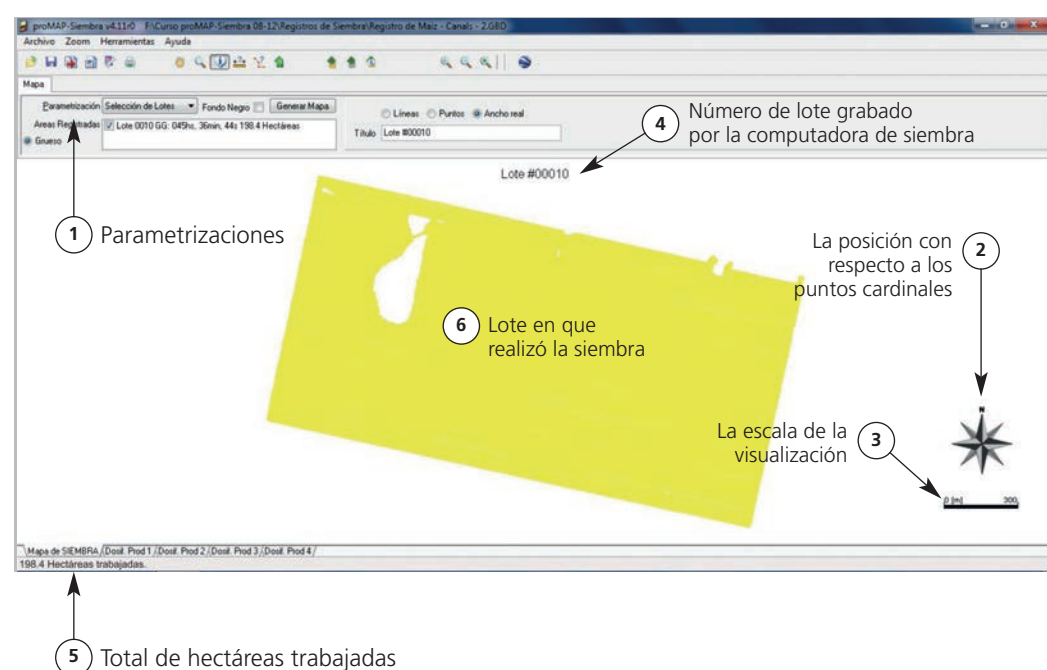 proMAP-Siembra v4.11r0 F:\Curso proMAP-Siembra 08-12\Registros de Siembra\Registro de Maiz - Canals - 2.GBD
Archivo Zoom Herramientas Ayuda
Mapa
Parametrización Selección de Lotes Fondo Negro Generar Mapa
Lineas Puntos Ancho real
Areas Registradas Lote 0010 GG: 045hs, 36min, 44s 198.4 Hectáreas
Grueso
Título Lote #00010
4 Número de lote grabado
por la computadora de siembra
Lote #00010
1 Parametrizaciones
La posición con
respecto a los
puntos cardinales
2
6 Lote en que
realizó la siembra
N
La escala de la
visualización
3
0 [m] 300
Mapa de SIEMBRA Dosif. Prod 1 Dosif. Prod 2 Dosif. Prod 3 Dosif. Prod 4
198.4 Hectáreas trabajadas.
5 Total de hectáreas trabajadas